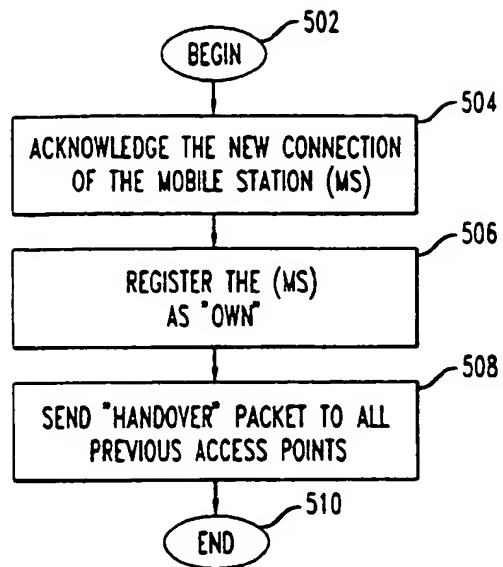 502
BEGIN
504
ACKNOWLEDGE THE NEW CONNECTION
OF THE MOBILE STATION (MS)
506
REGISTER THE (MS)
AS "OWN"
508
SEND "HANDOVER" PACKET TO ALL
PREVIOUS ACCESS POINTS
510
END